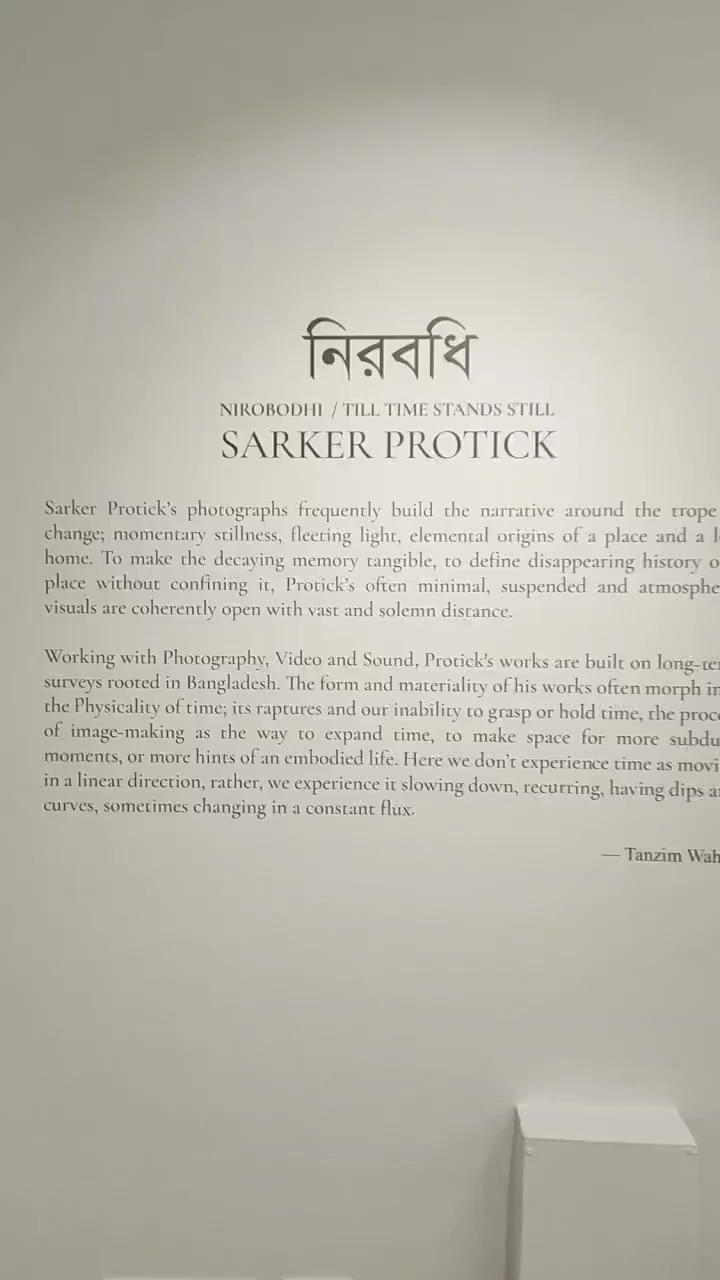 নিরবধি
NIROBODHI / TILL TIME STANDS STILL
SARKER PROTICK
Sarker Protick's photographs frequently build the narrative around the trope
change; momentary stillness, fleeting light, elemental origins of a place and a
home. To make the decaying memory tangible, to define disappearing history
place without confining it, Protick's often minimal, suspended and
visuals are coherently open with vast and solemn distance.
Working with Photography, Video and Sound, Protick's works are built on
surveys rooted in Bangladesh. The form and materiality of his works often morph
the Physicality of time; its raptures and our inability to grasp or hold time, the
of image-making as the way to expand time, to make space for more
moments, or more hints of an embodied life. Here we don't experience time as
in a linear direction, rather, we experience it slowing down, recurring, having dips
curves, sometimes changing in a constant flux.
— Tanzim